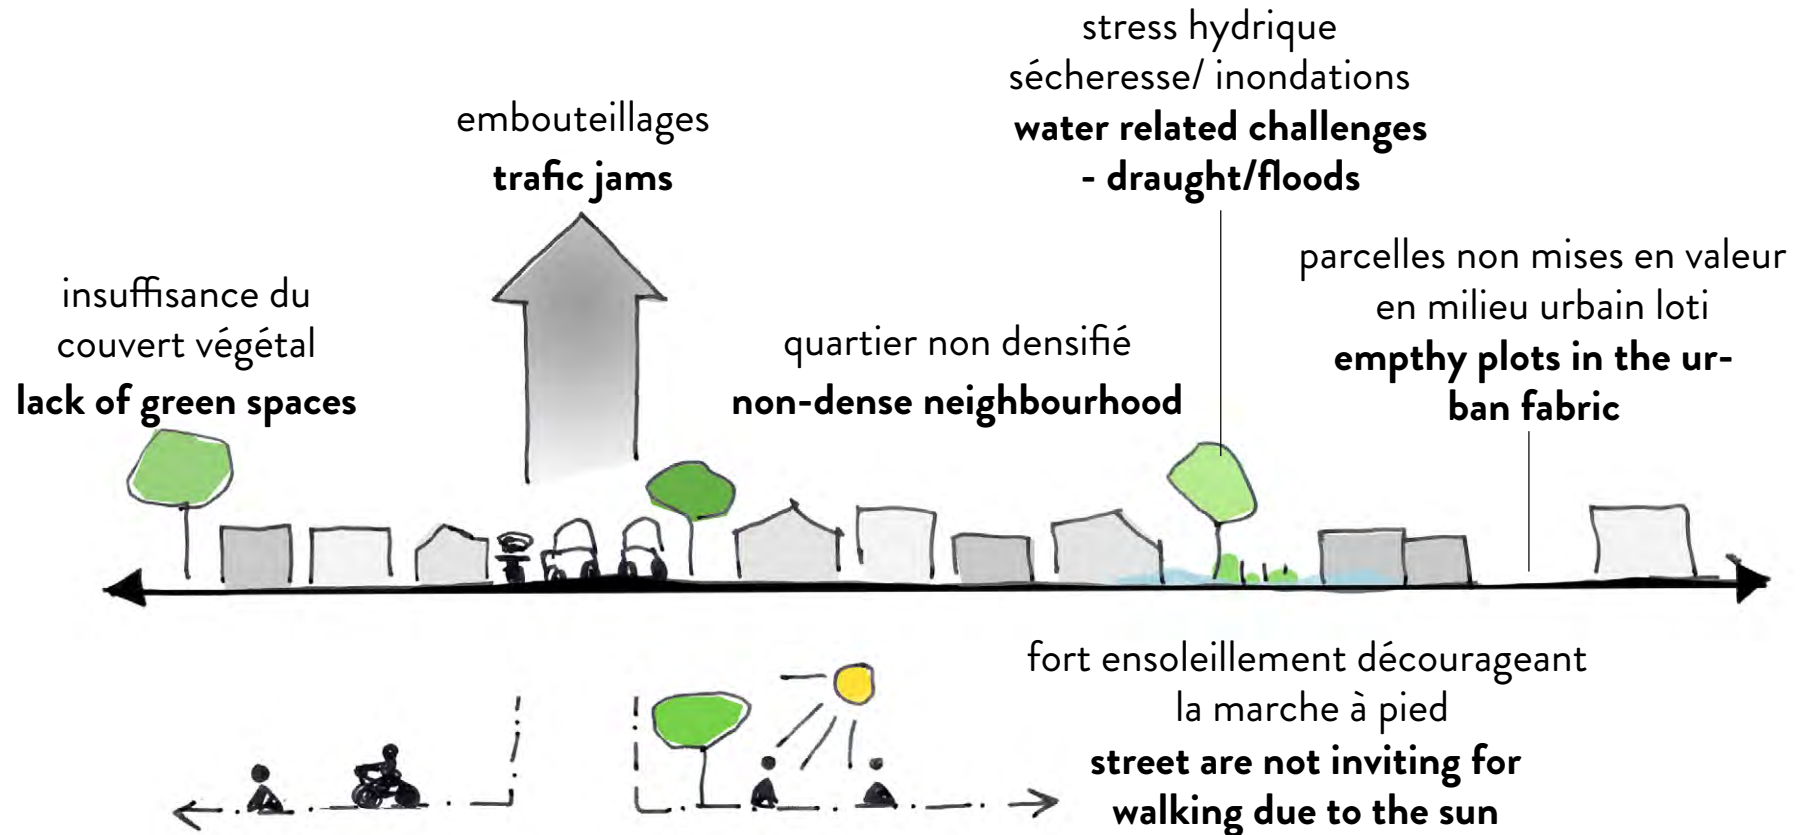 stress hydrique
sécheresse/ inondations
water related challenges
- draught/floods
embouteillages
trafic jams
insuffisance du
couvert végétal
lack of green spaces
quartier non densifié
non-dense neighbourhood
parcelles non mises en valeur
en milieu urbain loti
empthy plots in the ur-
ban fabric
fort ensoleillement décourageant
la marche à pied
street are not inviting for
walking due to the sun